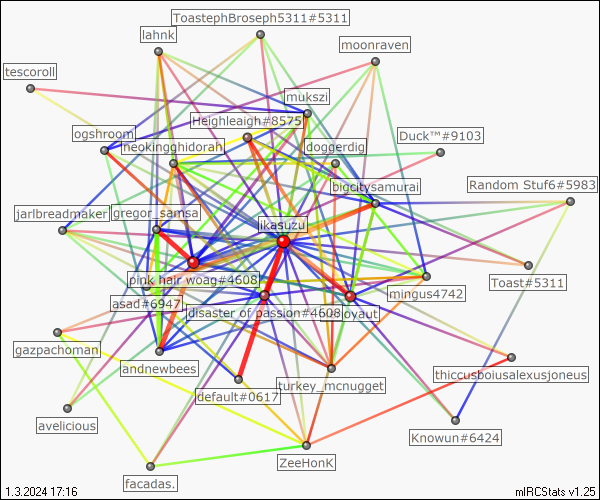 ToastephBroseph5311#5311
lahnk
moonraven
tescoroll
mukszi
Heighleaigh#8575
ogshroom
Duck™#9103
neokingghidorah
doggerdig
bigcitysamurai
Random Stuf6#5983
jarlbreadmaker
gregor_samsa
ikasuzu
pink hair woag#4608
Toast#5311
mingus4742
asad#6947
disaster of passion#4608
oyaut
gazpachoman
andnewbees
turkey_mcnugget
thiccusboiusalexusjoneus
default#0617
avelicious
Knowun#6424
ZeeHonK
facadas.
1.3.2024 17:16
mIRCStats v1.25